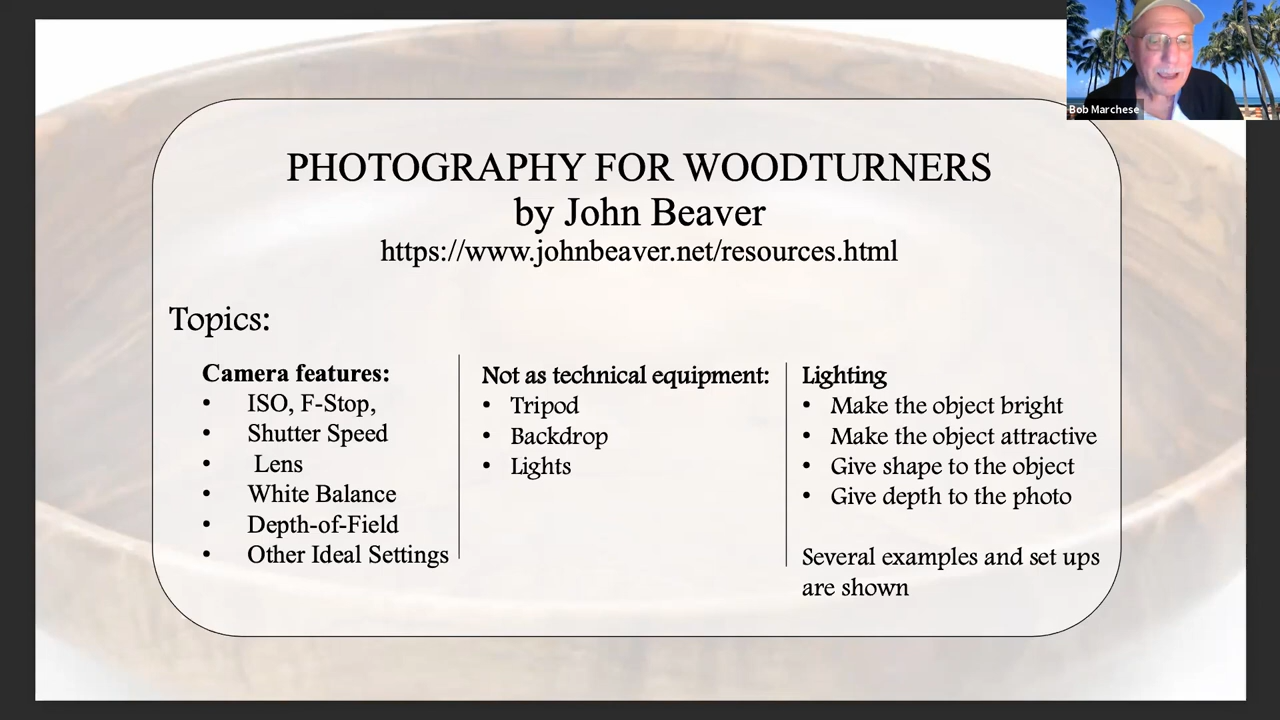 Bob Marchese
PHOTOGRAPHY FOR WOODTURNERS
by John Beaver
https://www.johnbeaver.net/resources.html
Topics:
Camera features:
• ISO, F-Stop,
• Shutter Speed
• Lens
• White Balance
• Depth-of-Field
• Other Ideal Settings
Not as technical equipment:
• Tripod
• Backdrop
• Lights
Lighting
• Make the object bright
• Make the object attractive
• Give shape to the object
• Give depth to the photo
Several examples and set ups
are shown